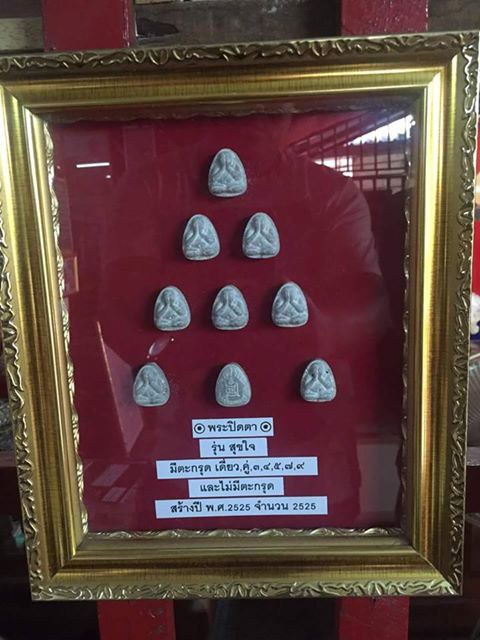 ๏ พระปิดตา ๏
รุ่น สุขใจ
มีตะกรุด เดี่ยว,คู่,๓,๔,๕,๗,๙
และไม่มีตะกรุด
สร้างปี พ.ศ.2525 จำนวน 2525